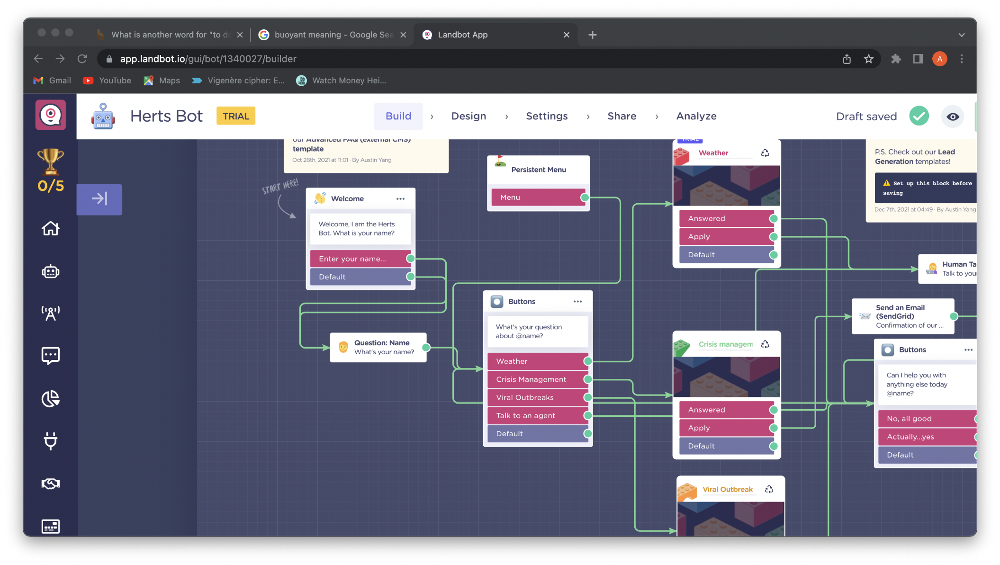 What is another word for "to do
buoyant meaning - Google Sea
Landbot App
app.landbot.io/gui/bot/1340027/builder
A
Gmail
YouTube
Maps
Vigenère cipher: E...
Watch Money Hei...
Herts Bot
TRIAL
Build
Design
Settings
Share
Analyze
Draft saved
0/5
our Advanced FAQ (external CMS)
template
Oct 26th, 2021 at 11:01 · By Austin Yang
START HERE!
Welcome
Welcome, I am the Herts
Bot. What is your name?
Enter your name...
Default
Question: Name
What's your name?
Persistent Menu
Menu
Buttons
What's your question
about @name?
Weather
Crisis Management
Viral Outbreaks
Talk to an agent
Default
TRIAL
Weather
Answered
Apply
Default
Crisis managem
Answered
Apply
Default
Viral Outbreak
P.S. Check out our Lead
Generation templates!
Set up this block before
saving
Dec 7th, 2021 at 04:49 · By Austin Yang
Human Ta
Talk to you
Send an Email
(SendGrid)
Confirmation of our ...
Buttons
Can I help you with
anything else today
@name?
No, all good
Actually...yes
Default